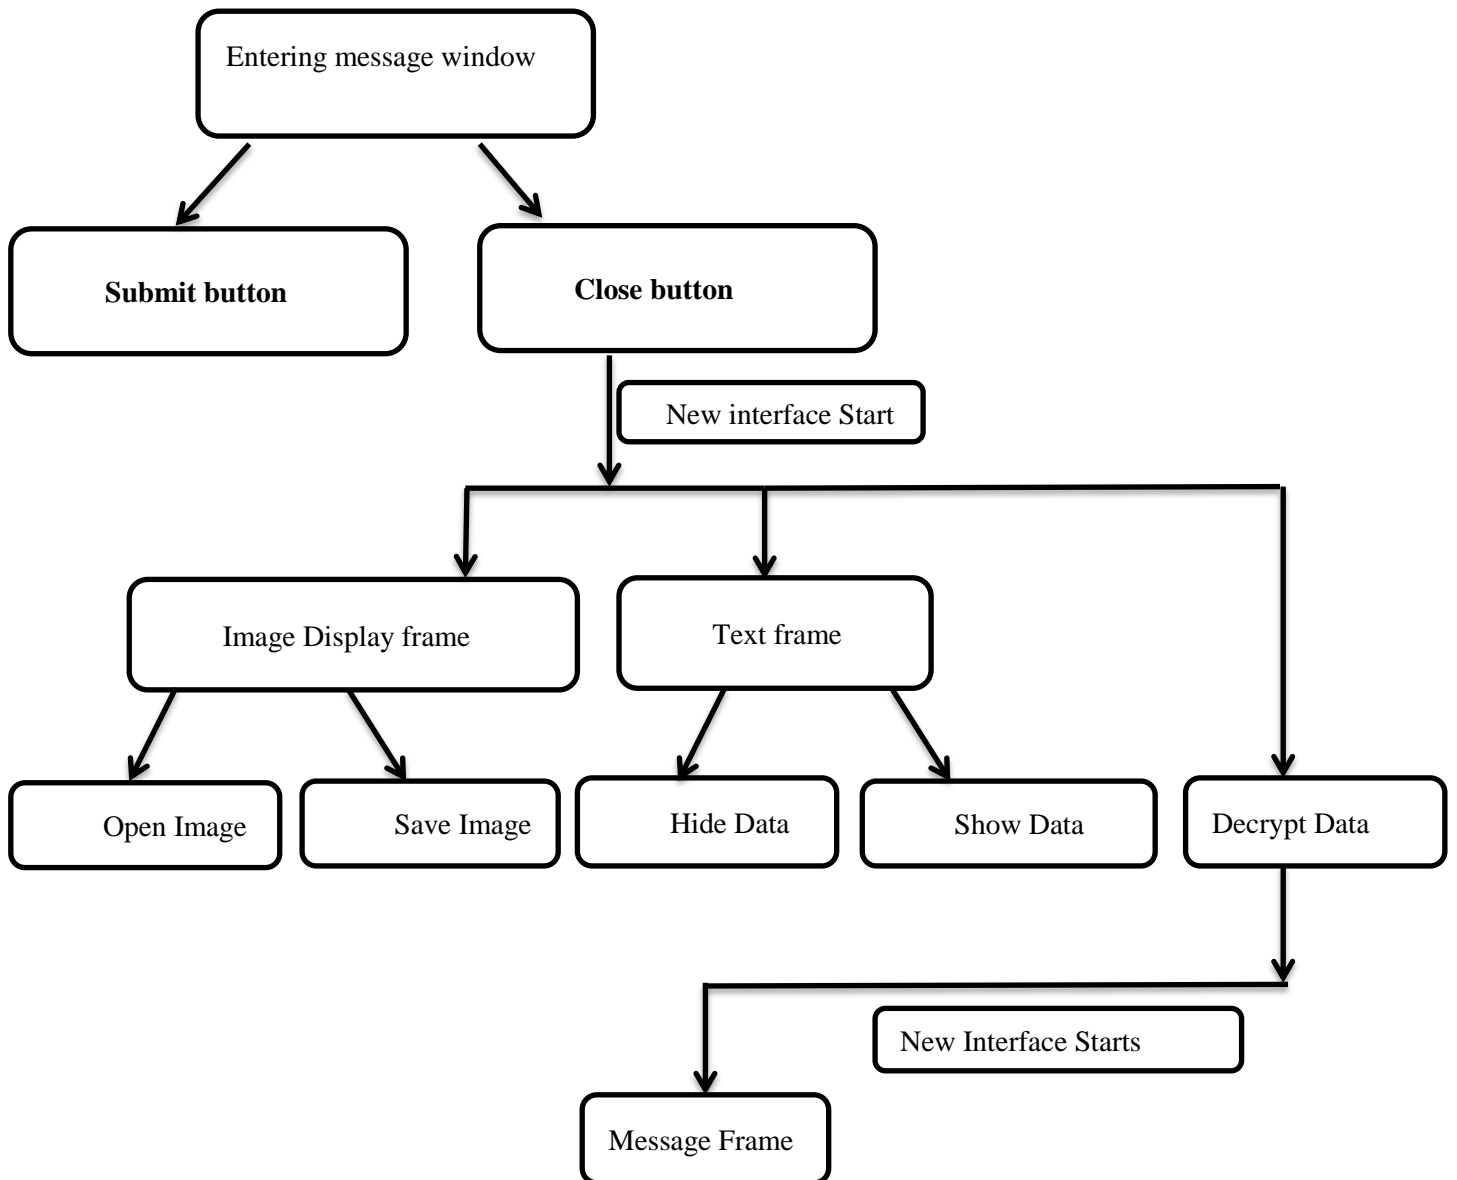 Entering message window
Submit button
Close button
New interface Start
Image Display frame
Text frame
Open Image
Save Image
Hide Data
Show Data
Decrypt Data
New Interface Starts
Message Frame